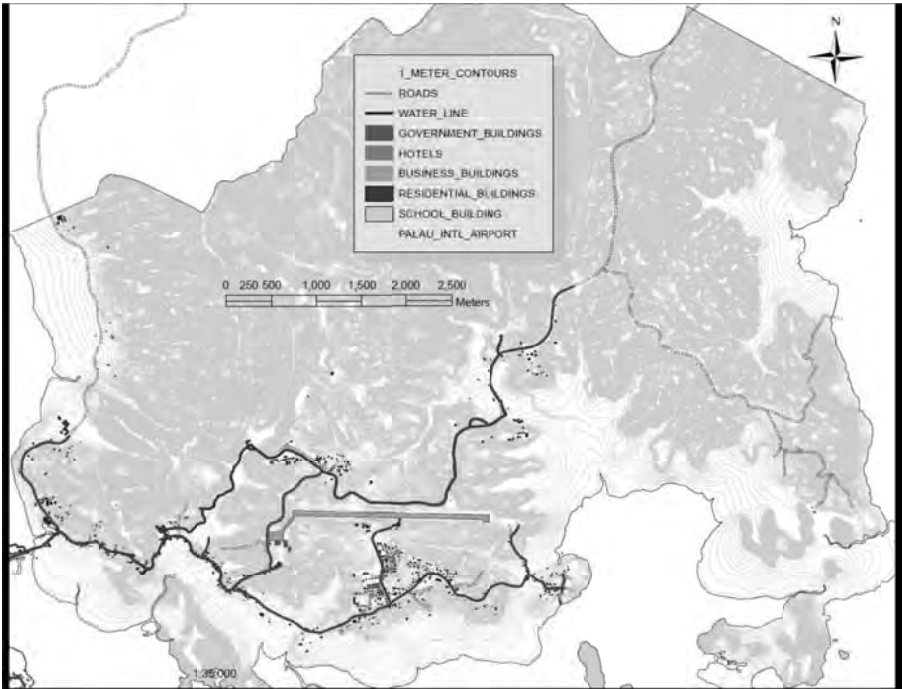 N
1_METER_CONTOURS
ROADS
WATER_LINE
GOVERNMENT_BUILDINGS
HOTELS
BUSINESS_BUILDINGS
RESIDENTIAL_BUILDINGS
SCHOOL_BUILDING
PALAU_INTL_AIRPORT
0 250 500 1,000 1,500 2,000 2,500
Meters
1:35 000